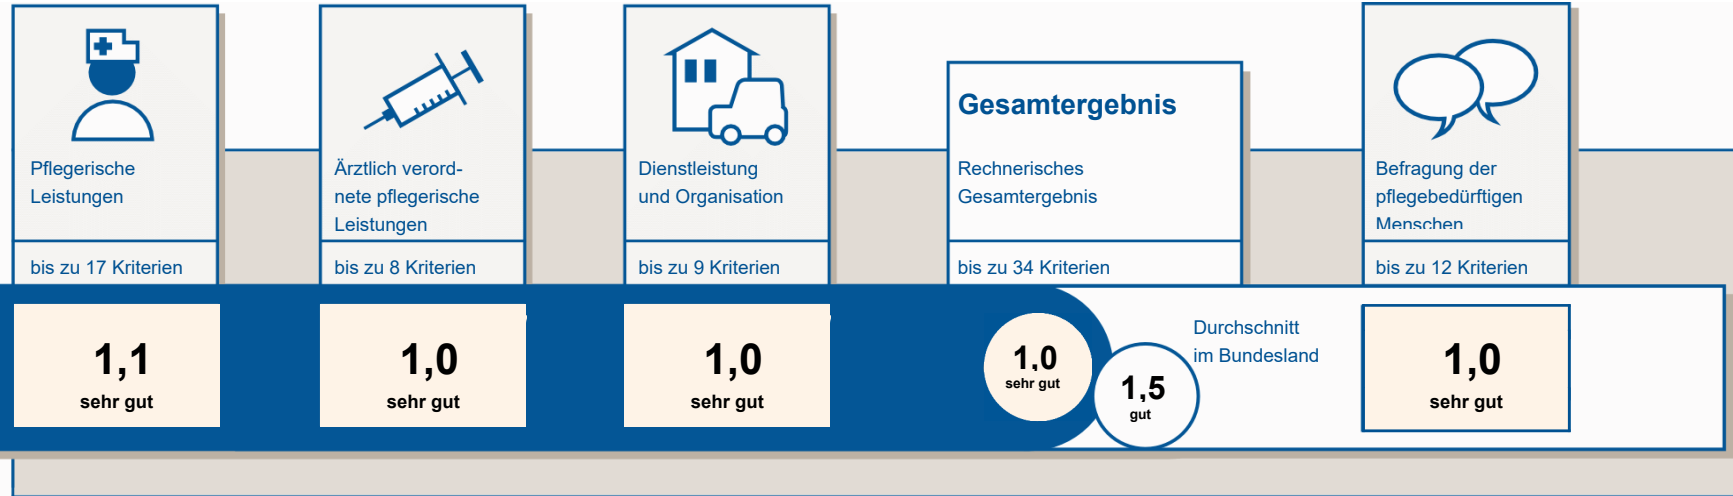 Pflegerische
Leistungen
bis zu 17 Kriterien
1,1
sehr gut
Ärztlich verord-
nete pflegerische
Leistungen
bis zu 8 Kriterien
1,0
sehr gut
Dienstleistung
und Organisation
bis zu 9 Kriterien
1,0
sehr gut
Gesamtergebnis
Rechnerisches
Gesamtergebnis
bis zu 34 Kriterien
1,0
sehr gut
1,5
gut
Durchschnitt
im Bundesland
Befragung der
pflegebedürftigen
Menschen
bis zu 12 Kriterien
1,0
sehr gut